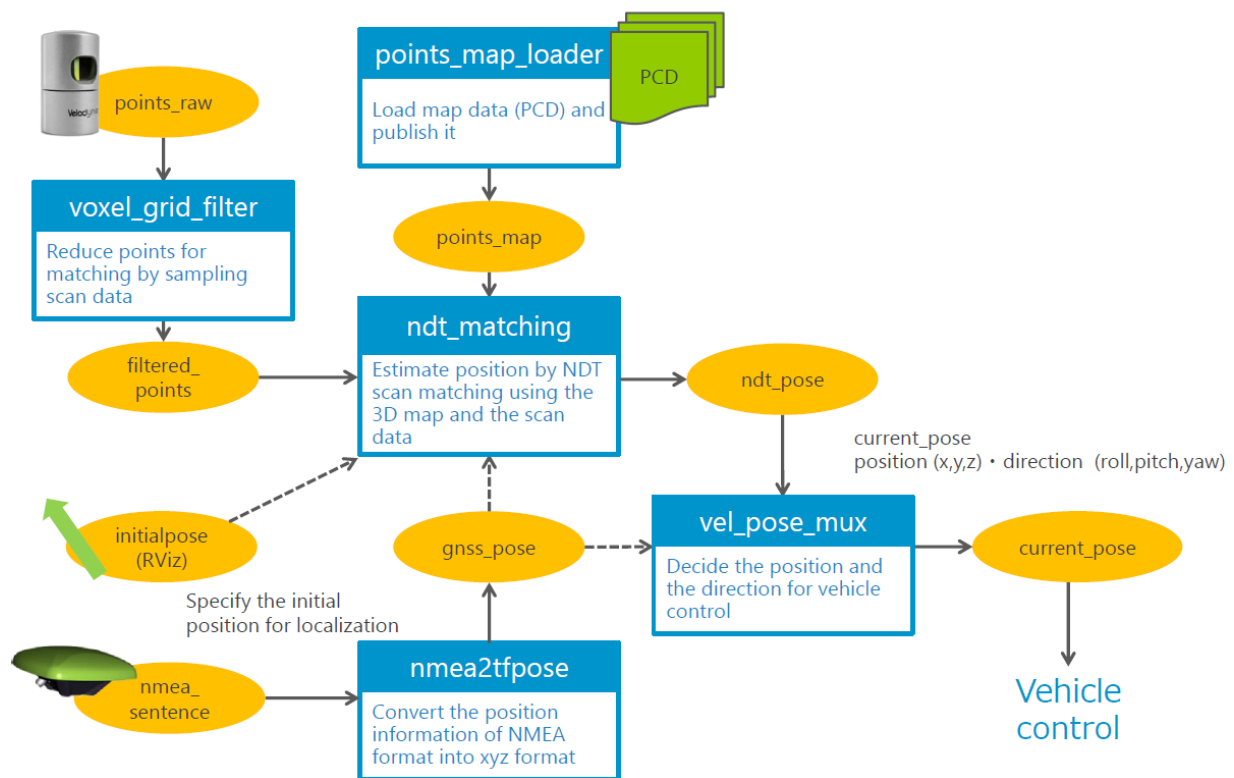 points_map_loader
PCD
Load map data (PCD) and
publish it
points_raw
Velodyne
voxel_grid_filter
Reduce points for
matching by sampling
scan data
points_map
ndt_matching
Estimate position by NDT
scan matching using the
3D map and the scan
data
filtered_
points
ndt_pose
current_pose
position (x,y,z)・direction (roll,pitch,yaw)
initialpose
(RViz)
gnss_pose
vel_pose_mux
Decide the position and
the direction for vehicle
control
current_pose
Specify the initial
position for localization
nmea_
sentence
nmea2tfpose
Convert the position
information of NMEA
format into xyz format
Vehicle
control